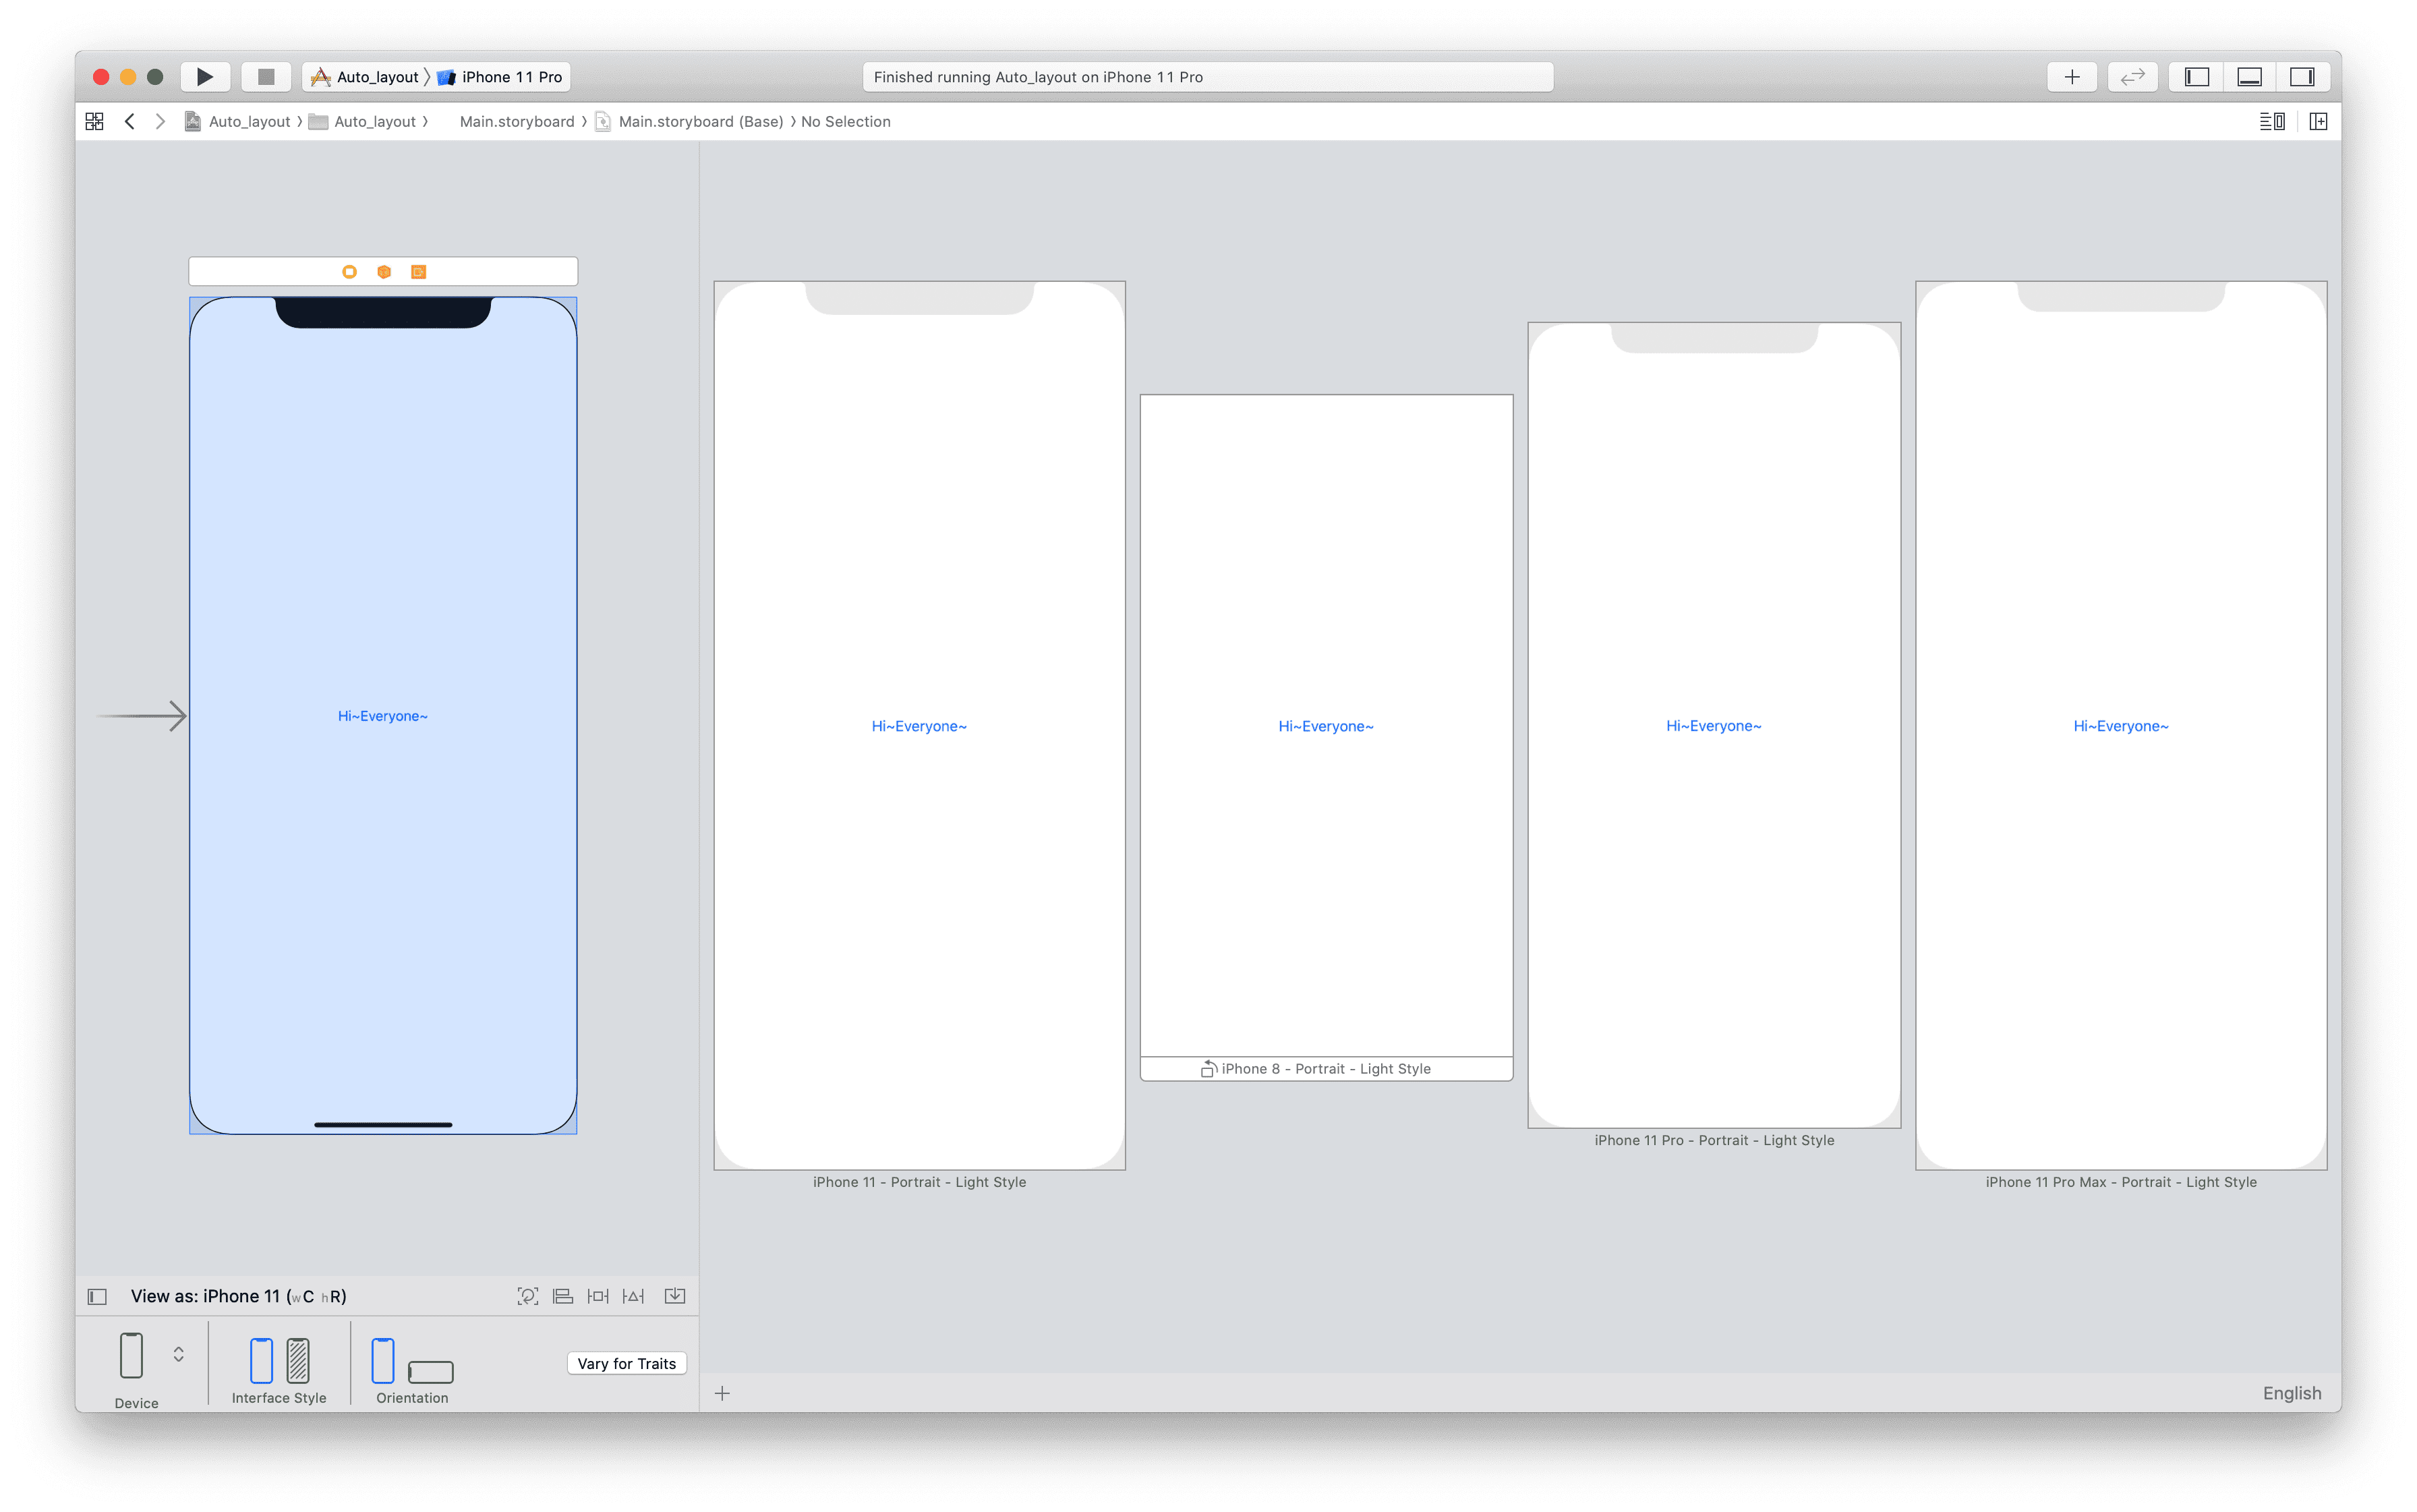 Auto_layout 〉 iPhone 11 Pro
Finished running Auto_layout on iPhone 11 Pro
Auto_layout 〉 Auto_layout 〉 Main.storyboard 〉 Main.storyboard (Base) 〉 No Selection
Hi~Everyone~
Hi~Everyone~
Hi~Everyone~
Hi~Everyone~
Hi~Everyone~
iPhone 8 - Portrait - Light Style
iPhone 11 Pro - Portrait - Light Style
iPhone 11 - Portrait - Light Style
iPhone 11 Pro Max - Portrait - Light Style
View as: iPhone 11 (wC hR)
Vary for Traits
Device
Interface Style
Orientation
English